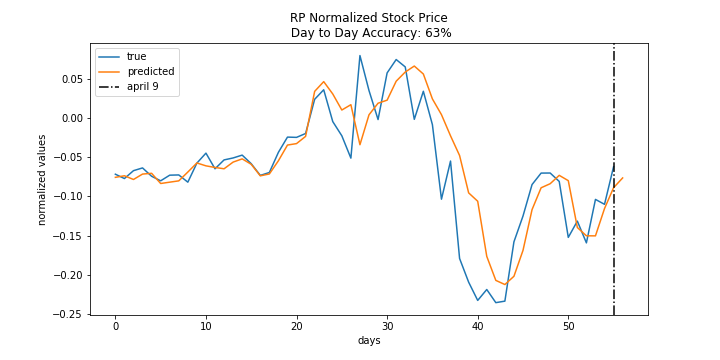 RP Normalized Stock Price
Day to Day Accuracy: 63%
true
predicted
april 9
normalized values
0.05
0.00
−0.05
−0.10
−0.15
−0.20
−0.25
0 10 20 30 40 50
days